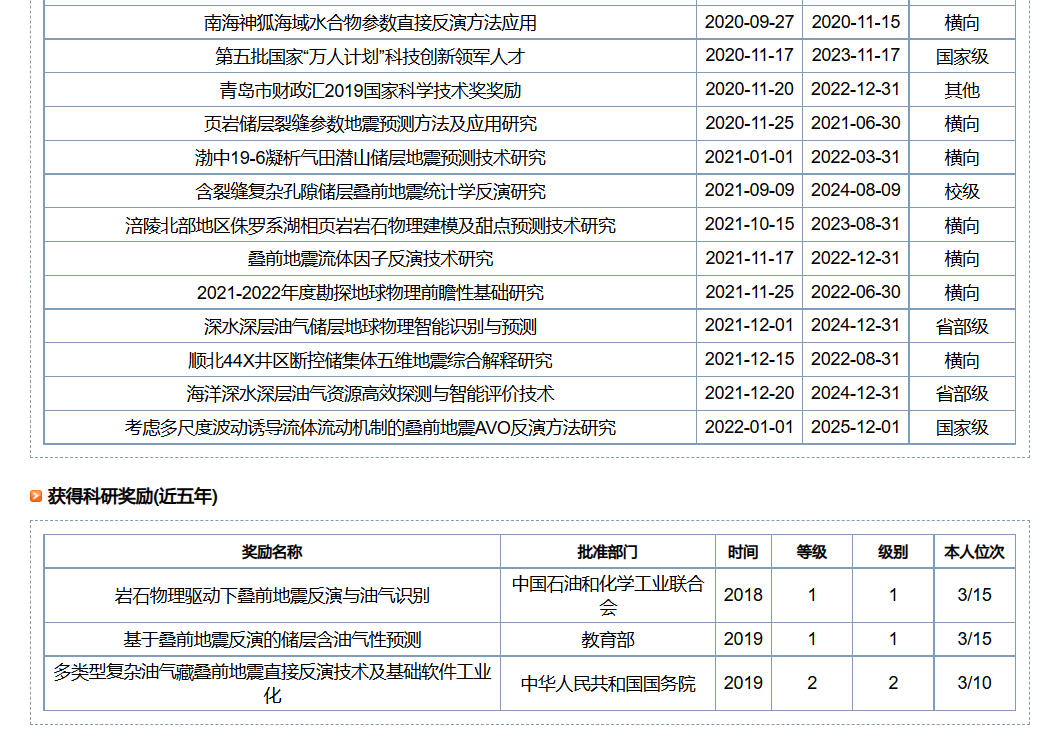 南海神狐海域水合物参数直接反演方法应用 2020-09-27 2020-11-15 横向
第五批国家“万人计划”科技创新领军人才 2020-11-17 2023-11-17 国家级
青岛市财政汇2019国家科学技术奖奖励 2020-11-20 2022-12-31 其他
页岩储层裂缝参数地震预测方法及应用研究 2020-11-25 2021-06-30 横向
渤中19-6凝析气田潜山储层地震预测技术研究 2021-01-01 2022-03-31 横向
含裂缝复杂孔隙储层叠前地震统计学反演研究 2021-09-09 2024-08-09 校级
涪陵北部地区侏罗系湖相页岩岩石物理建模及甜点预测技术研究 2021-10-15 2023-08-31 横向
叠前地震流体因子反演技术研究 2021-11-17 2022-12-31 横向
2021-2022年度勘探地球物理前瞻性基础研究 2021-11-25 2022-06-30 横向
深水深层油气储层地球物理智能识别与预测 2021-12-01 2024-12-31 省部级
顺北44X井区断控储集体五维地震综合解释研究 2021-12-15 2022-08-31 横向
海洋深水深层油气资源高效探测与智能评价技术 2021-12-20 2024-12-31 省部级
考虑多尺度波动诱导流体流动机制的叠前地震AVO反演方法研究 2022-01-01 2025-12-01 国家级
获得科研奖励(近五年)
奖励名称 批准部门 时间 等级 级别 本人位次
岩石物理驱动下叠前地震反演与油气识别 中国石油和化学工业联合
会 2018 1 1 3/15
基于叠前地震反演的储层含油气性预测 教育部 2019 1 1 3/15
多类型复杂油气藏叠前地震直接反演技术及基础软件工业
化 中华人民共和国国务院 2019 2 2 3/10